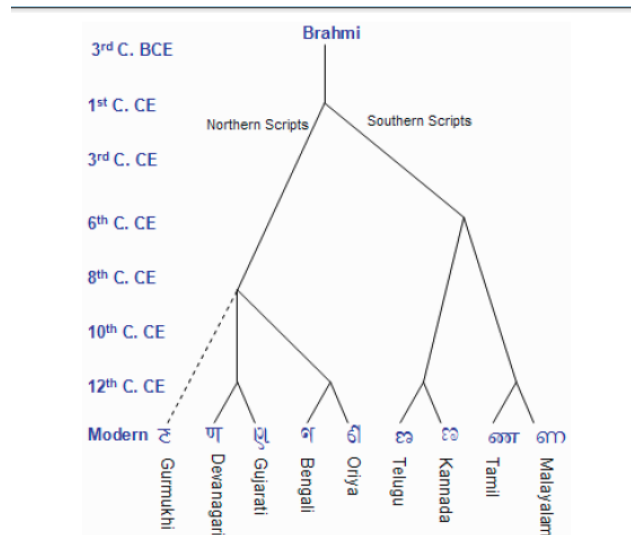 Brahmi
3rd C. BCE
1st C. CE
Northern Scripts
Southern Scripts
3rd C. CE
6th C. CE
8th C. CE
10th C. CE
12th C. CE
Modern ਣ ण ણ ণ ଣ ణ ಣ ண ണ
Gurmukhi
Devanagari
Gujarati
Bengali
Oriya
Telugu
Kannada
Tamil
Malayalam